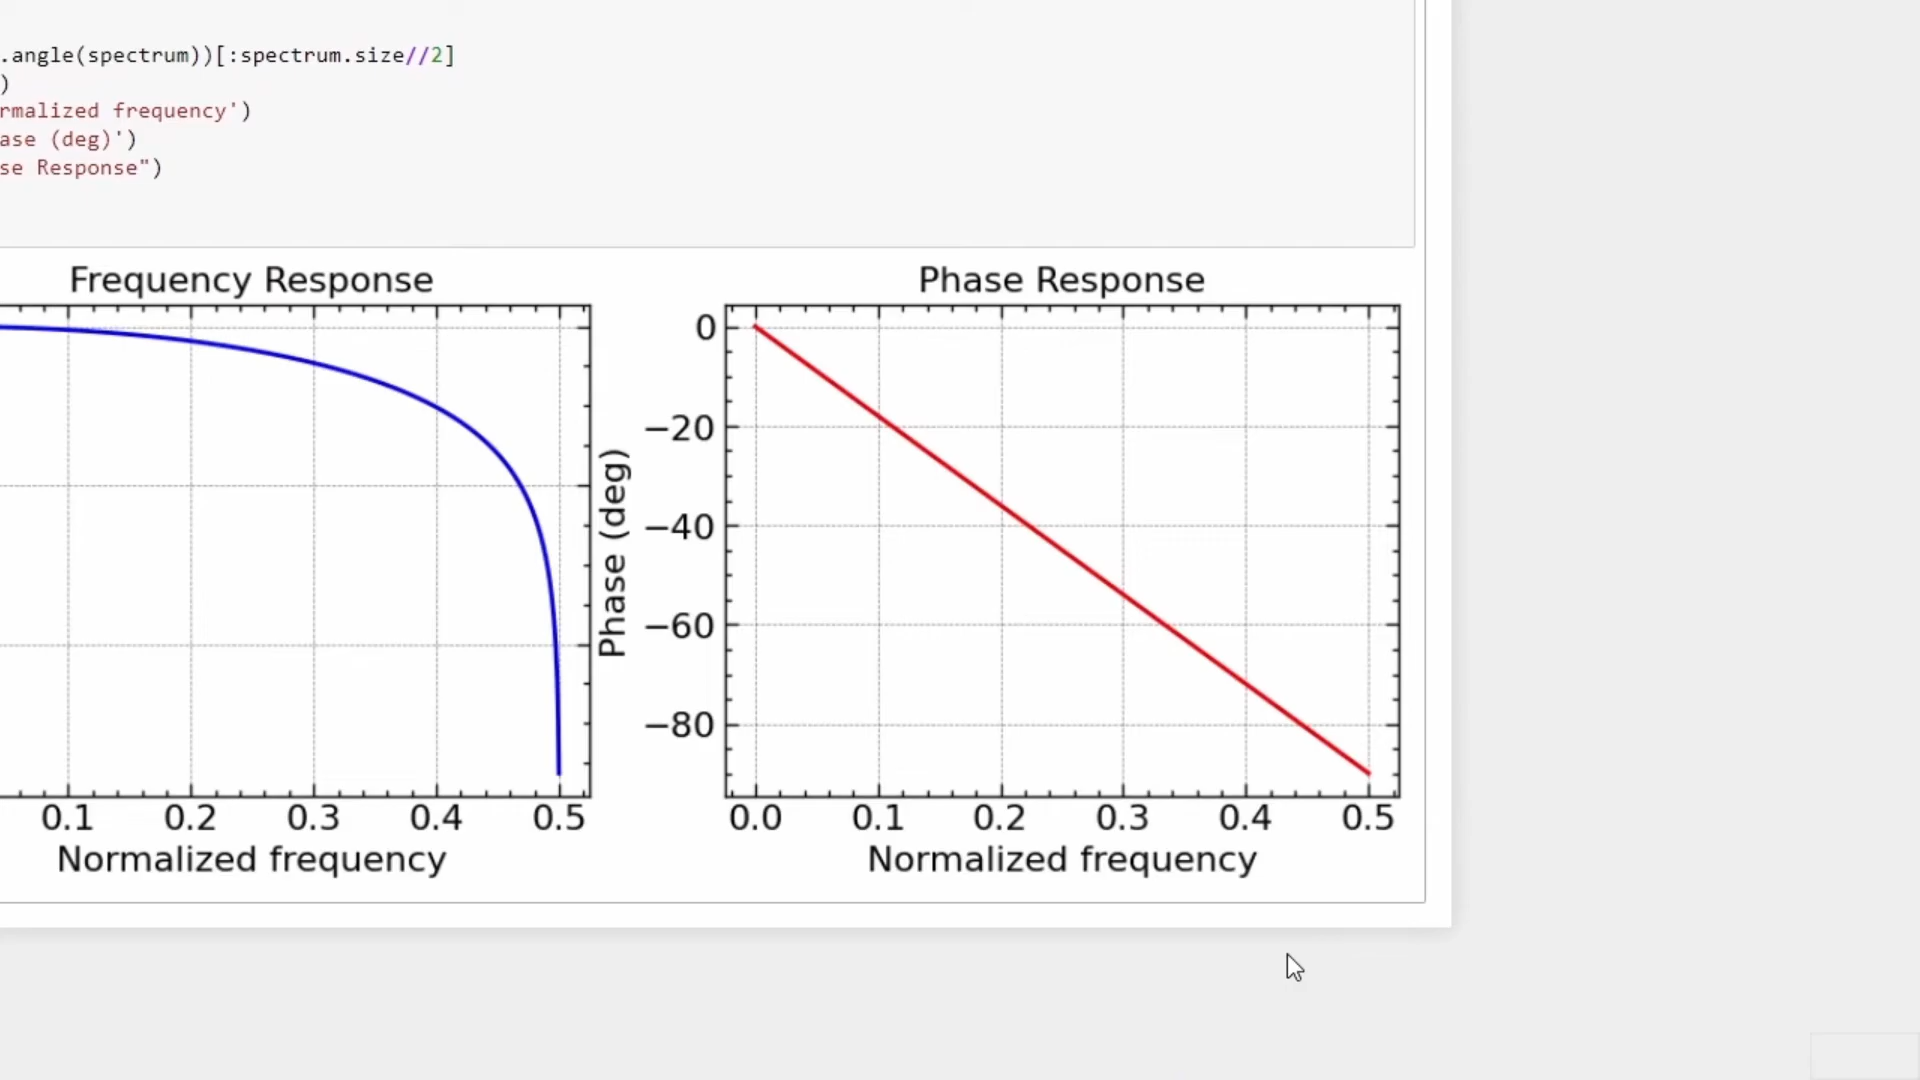 .angle(spectrum))[:spectrum.size//2]
)
rmalized frequency')
ase (deg)')
se Response")
Frequency Response
0.1 0.2 0.3 0.4 0.5
Normalized frequency
Phase Response
Phase (deg)
0
−20
−40
−60
−80
0.0 0.1 0.2 0.3 0.4 0.5
Normalized frequency